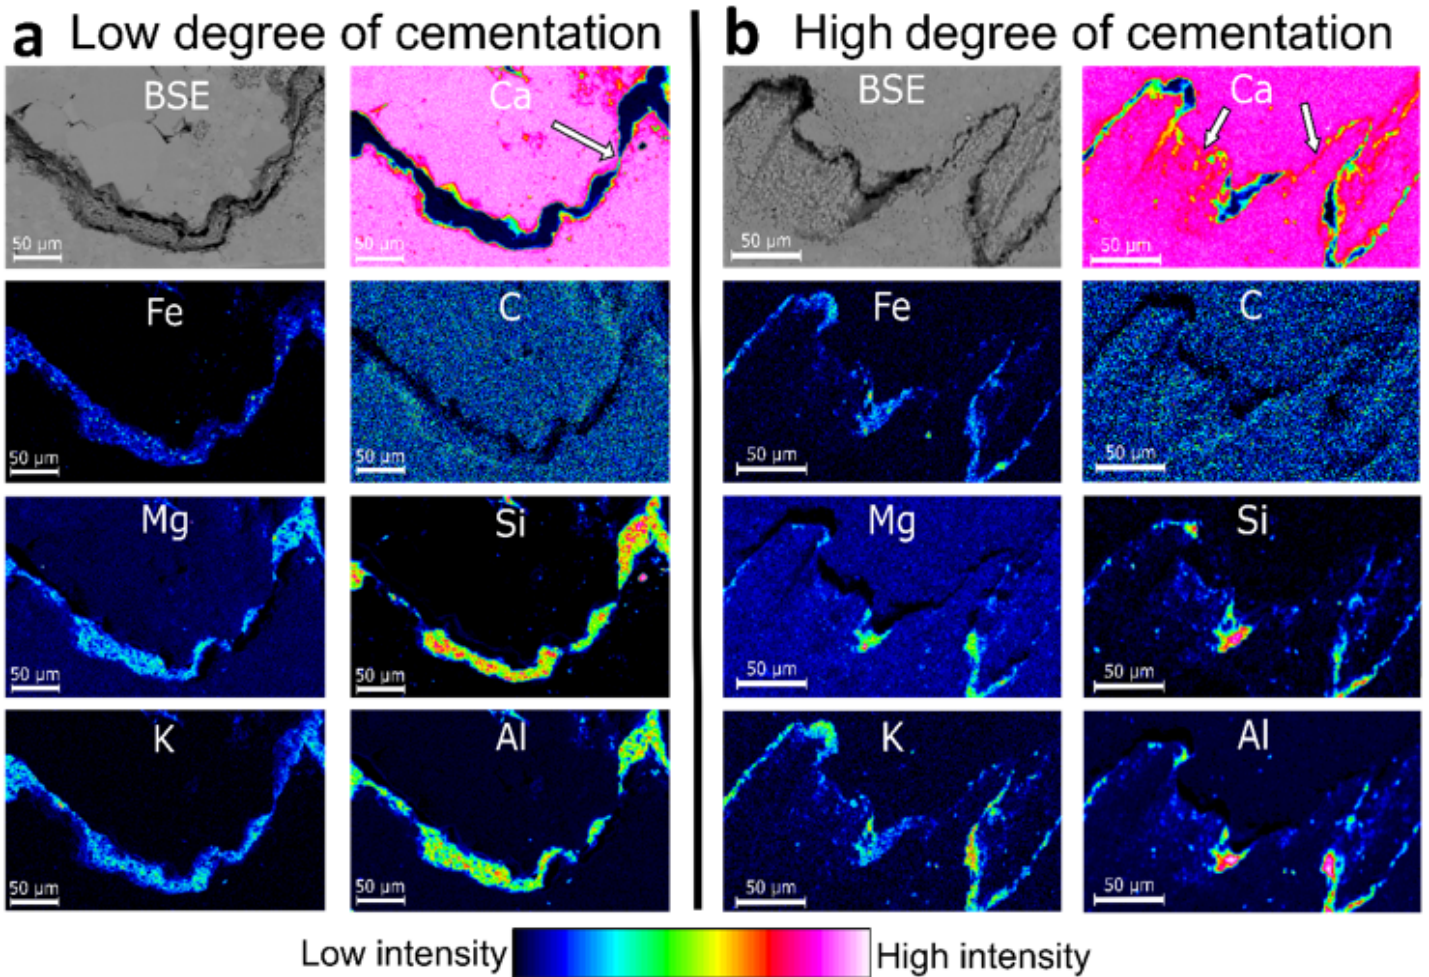 a Low degree of cementation
b High degree of cementation
BSE
50 µm
Ca
50 µm
BSE
50 µm
Ca
50 µm
Fe
50 µm
C
50 µm
Fe
50 µm
C
50 µm
Mg
50 µm
Si
50 µm
Mg
50 µm
Si
50 µm
K
50 µm
Al
50 µm
K
50 µm
Al
50 µm
Low intensity
High intensity